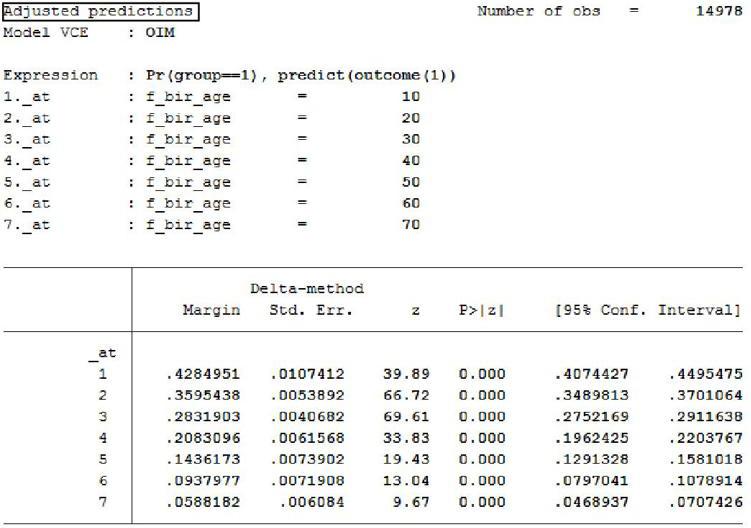 Adjusted predictions Number of obs = 14978
Model VCE : OIM
Expression : Pr(group==1), predict(outcome(1))
1._at : f_bir_age = 10
2._at : f_bir_age = 20
3._at : f_bir_age = 30
4._at : f_bir_age = 40
5._at : f_bir_age = 50
6._at : f_bir_age = 60
7._at : f_bir_age = 70
Delta-method
Margin Std. Err. z P>|z| [95% Conf. Interval]
_at
1 .4284951 .0107412 39.89 0.000 .4074427 .4495475
2 .3595438 .0053892 66.72 0.000 .3489813 .3701064
3 .2831903 .0040682 69.61 0.000 .2752169 .2911638
4 .2083096 .0061568 33.83 0.000 .1962425 .2203767
5 .1436173 .0073902 19.43 0.000 .1291328 .1581018
6 .0937977 .0071908 13.04 0.000 .0797041 .1078914
7 .0588182 .006084 9.67 0.000 .0468937 .0707426